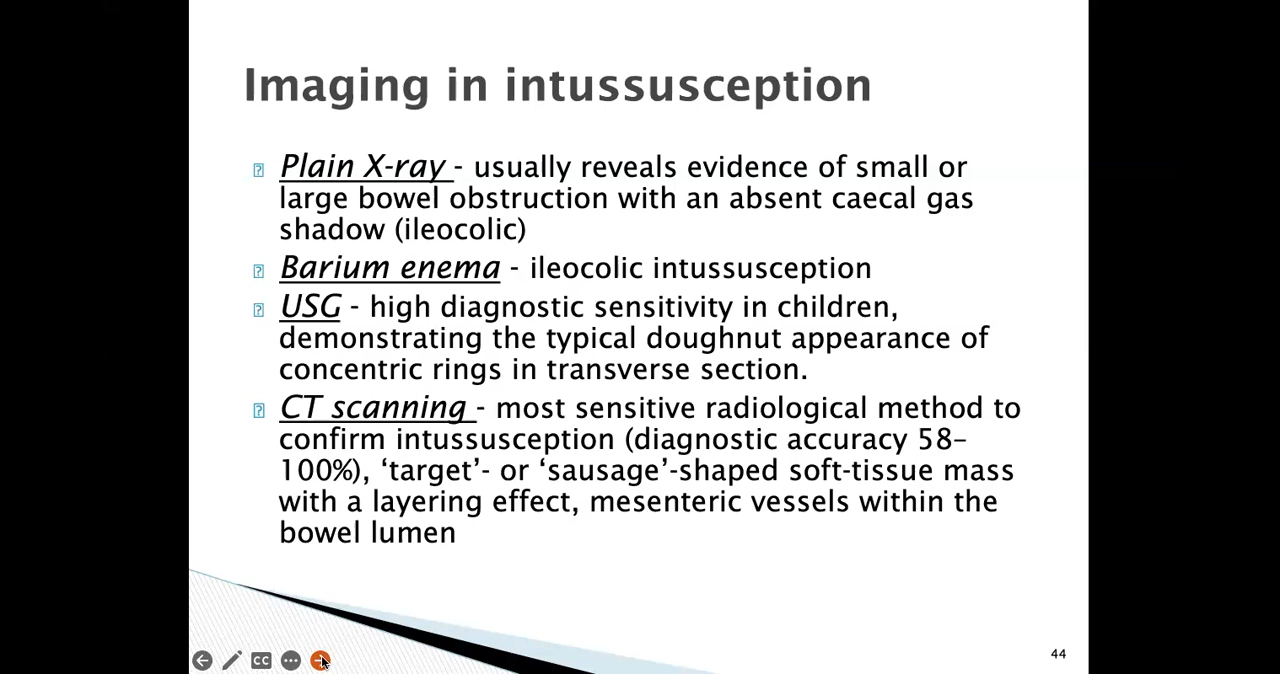 Imaging in intussusception
Plain X-ray - usually reveals evidence of small or
large bowel obstruction with an absent caecal gas
shadow (ileocolic)
Barium enema - ileocolic intussusception
USG - high diagnostic sensitivity in children,
demonstrating the typical doughnut appearance of
concentric rings in transverse section.
CT scanning - most sensitive radiological method to
confirm intussusception (diagnostic accuracy 58–
100%), ‘target’- or ‘sausage’-shaped soft-tissue mass
with a layering effect, mesenteric vessels within the
bowel lumen
CC
44